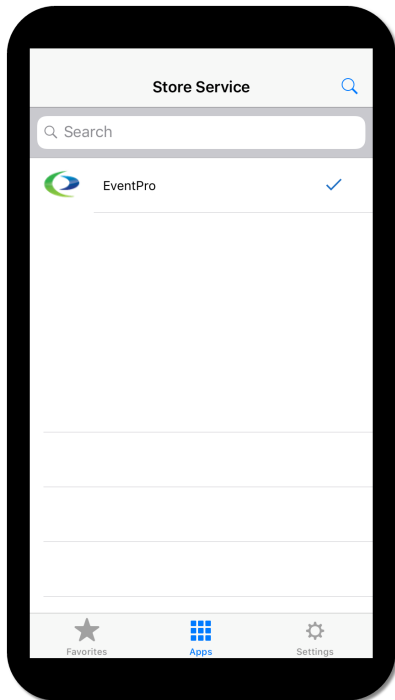 Store Service
Search
EventPro
Favorites
Apps
Settings